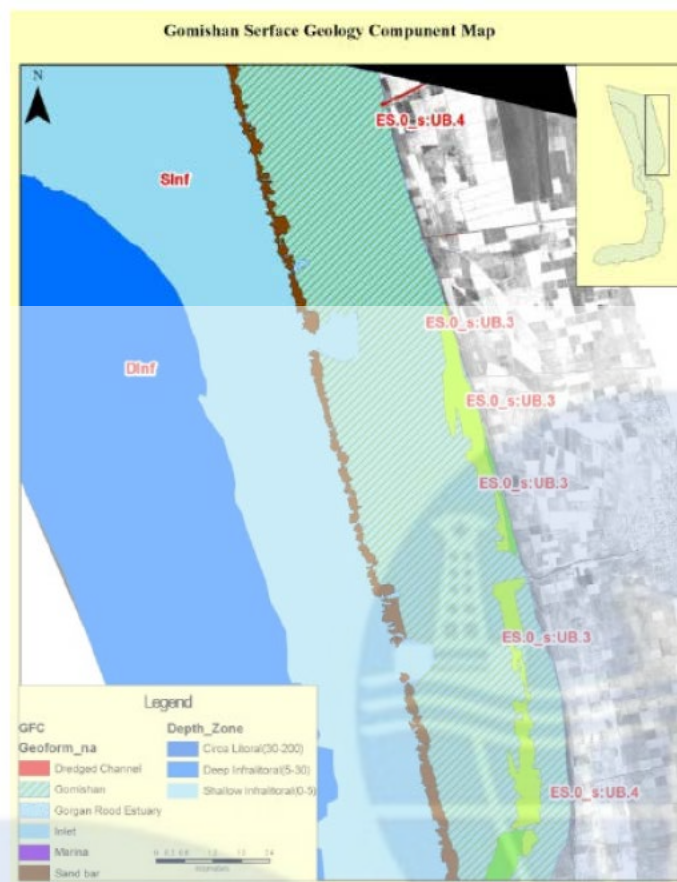 Gomishan Serface Geology Component Map
N
ES.0_s:UB.4
SInf
ES.0_s:UB.3
DInf
ES.0_s:UB.3
ES.0_s:UB.3
ES.0_s:UB.3
ES.0_s:UB.4
Legend
GFC
Geoform_na
Dredged Channel
Gomishan
Gorgan Rood Estuary
Inlet
Marina
Sand bar
Depth_Zone
Circa Litoral(30-200)
Deep Infralitoral(5-30)
Shallow Infralitoral(0-5)